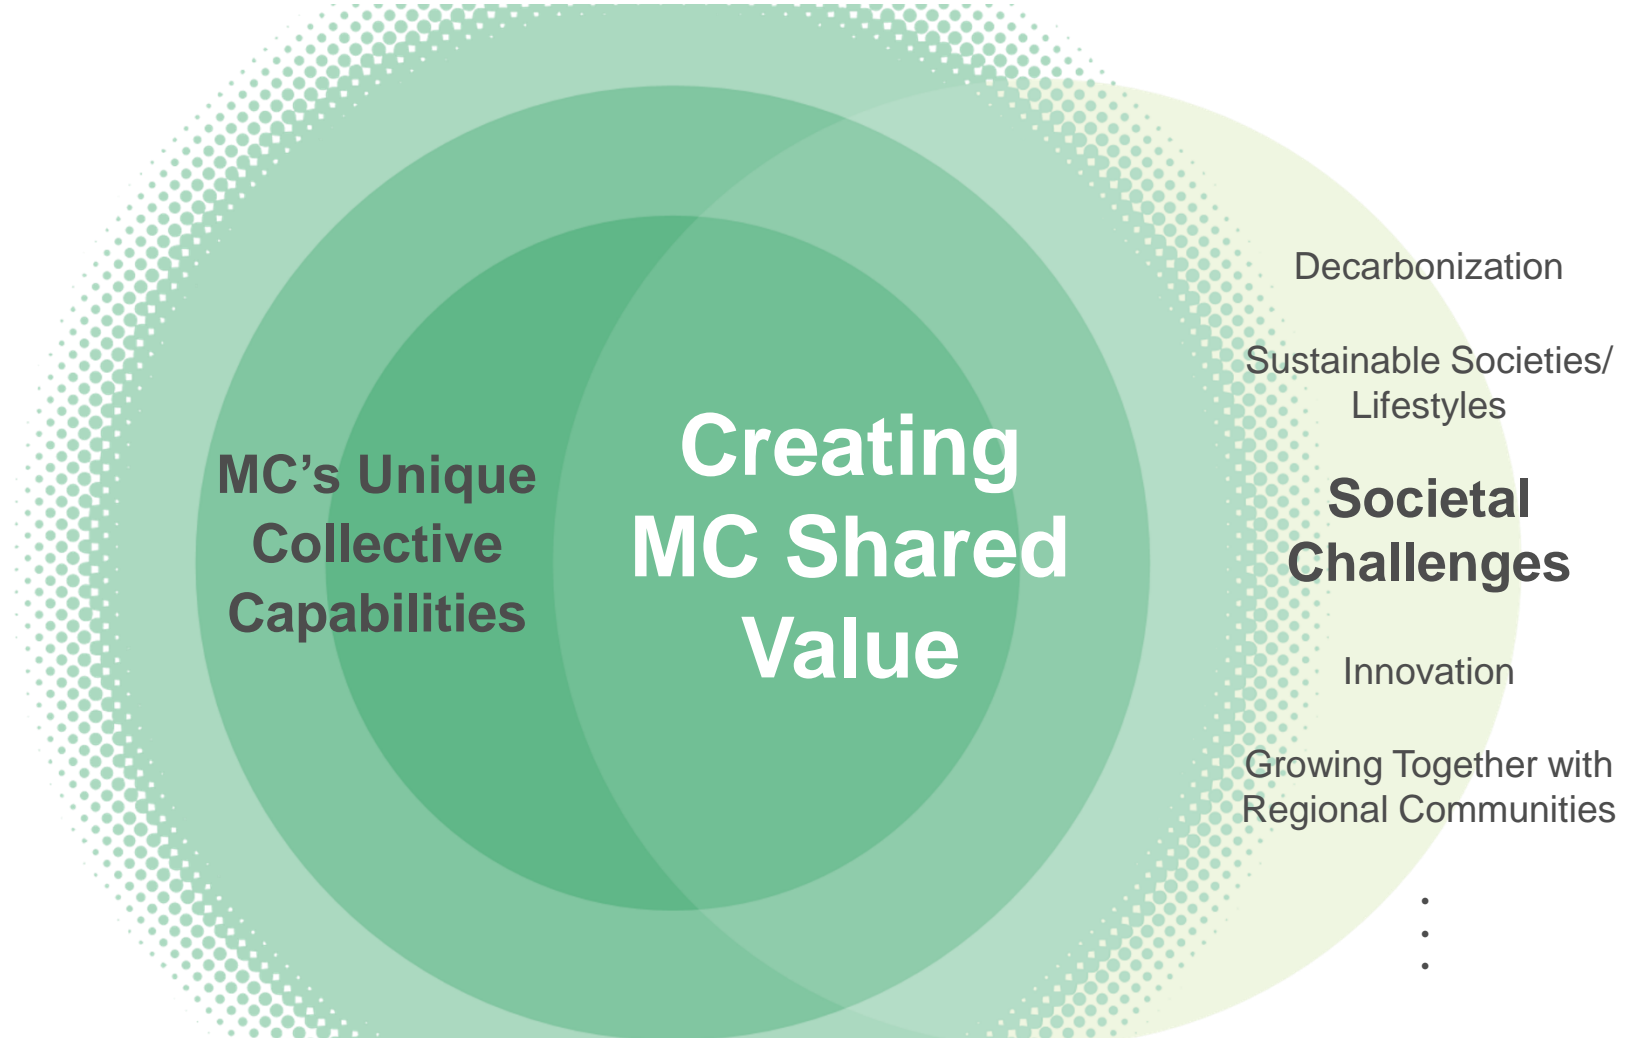 MC’s Unique
Collective
Capabilities
Creating
MC Shared
Value
Decarbonization
Sustainable Societies/
Lifestyles
Societal
Challenges
Innovation
Growing Together with
Regional Communities
.
.
.